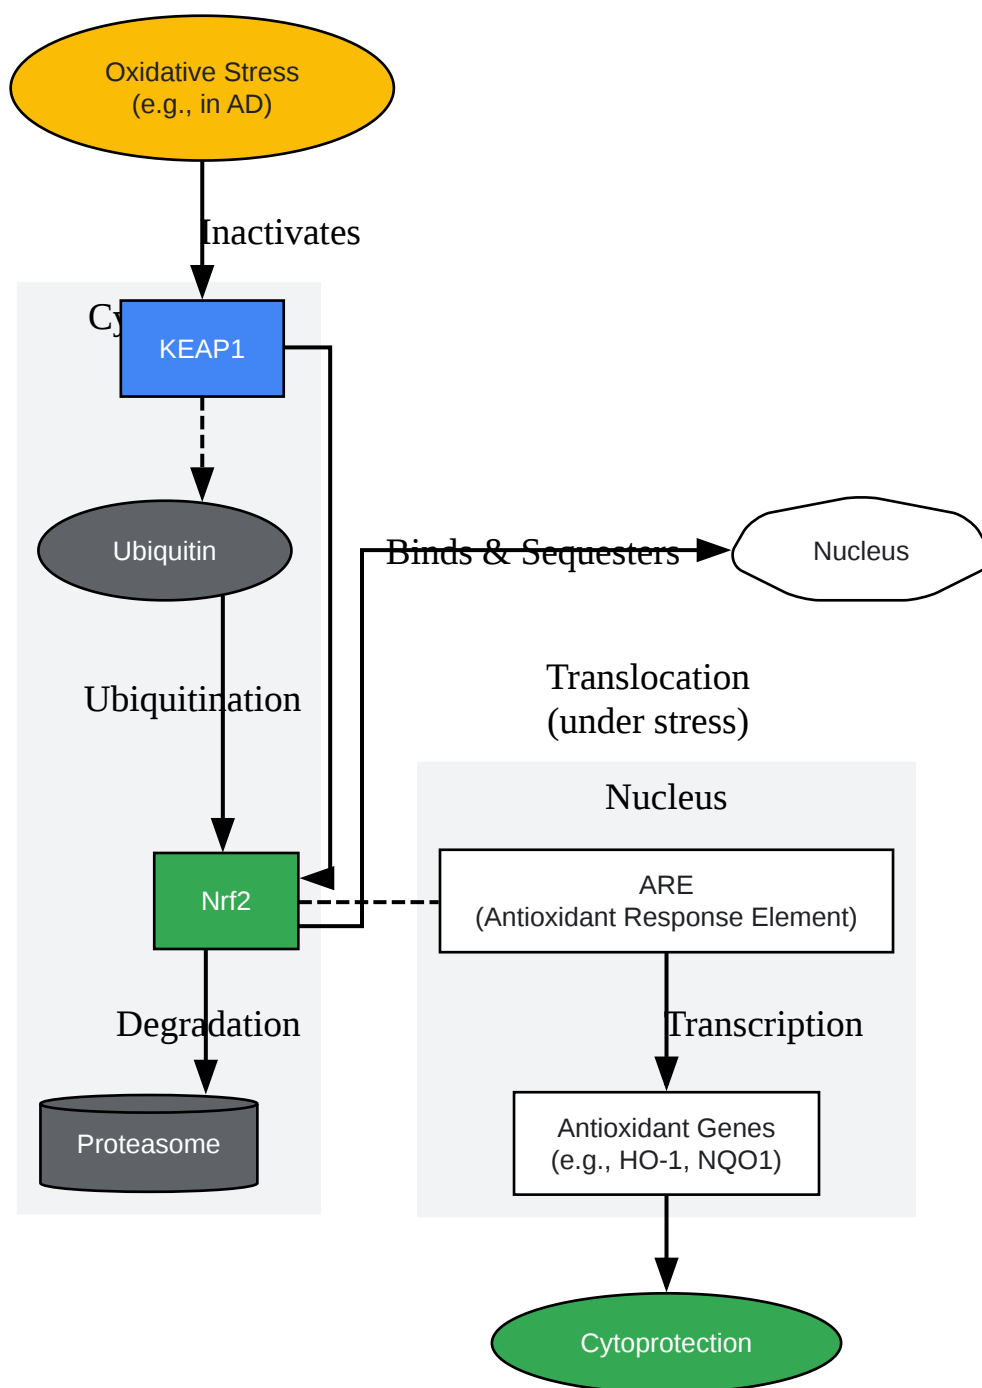 Oxidative Stress
(e.g., in AD)
Inactivates
KEAP1
Ubiquitin
Binds & Sequesters
Nucleus
Translocation
(under stress)
Ubiquitination
Nucleus
Nrf2
ARE
(Antioxidant Response Element)
Degradation
Transcription
Proteasome
Antioxidant Genes
(e.g., HO-1, NQO1)
Cytoprotection